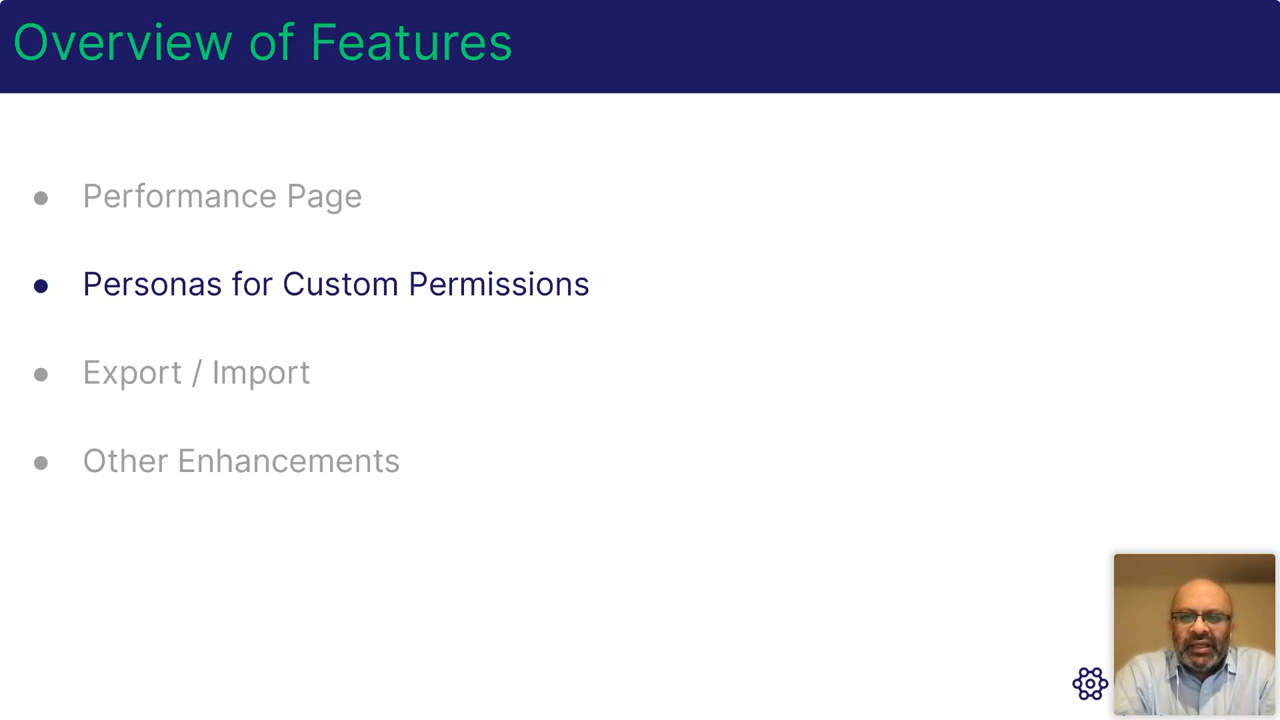 Overview of Features
● Performance Page
● Personas for Custom Permissions
● Export / Import
● Other Enhancements